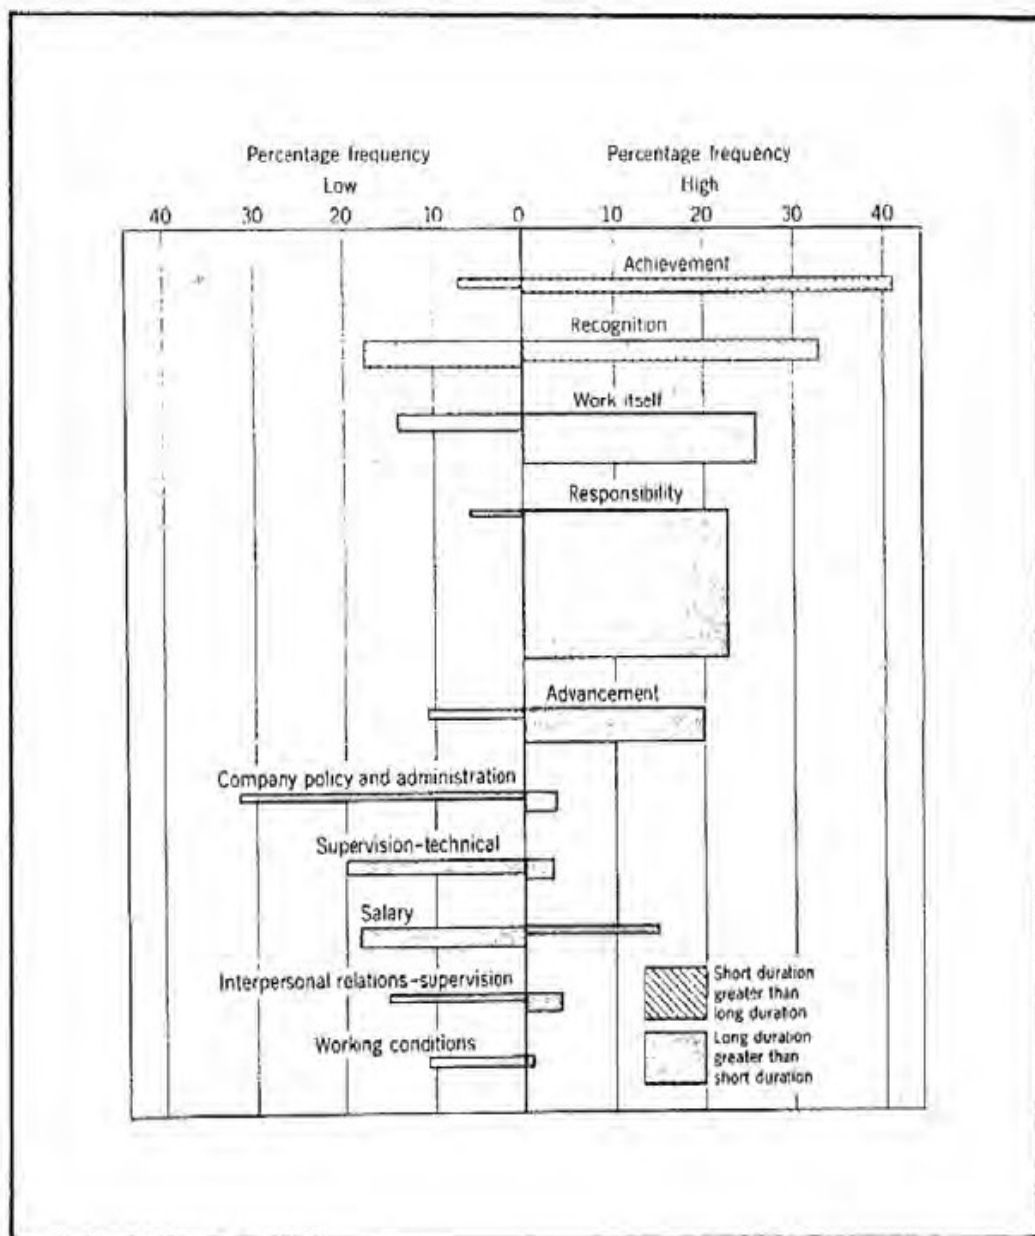 Percentage frequency Percentage frequency
Low High
40 30 20 10 0 10 20 30 40
Achievement
Recognition
Work itself
Responsibility
Advancement
Company policy and administration
Supervision-technical
Salary
Interpersonal relations-supervision
Working conditions
Short duration
greater than
long duration
Long duration
greater than
short duration